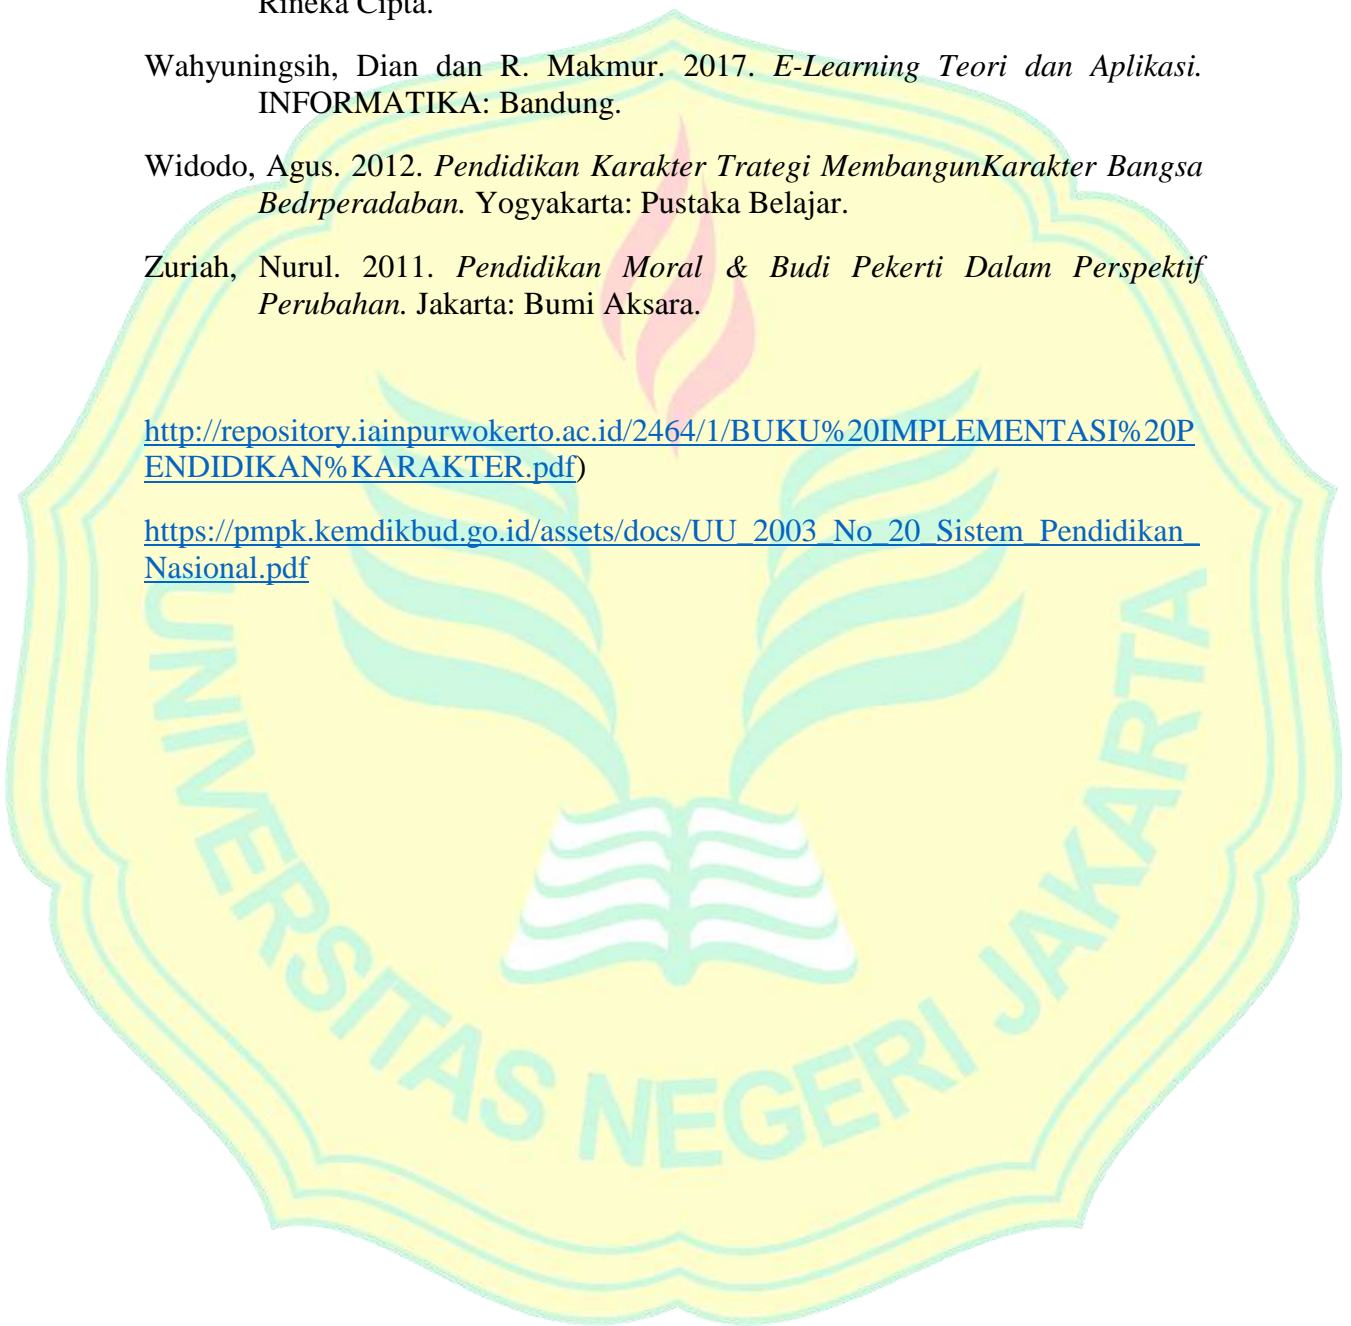 Rineka Cipta.
Wahyuningsih, Dian dan R. Makmur. 2017. E-Learning Teori dan Aplikasi.
INFORMATIKA: Bandung.
Widodo, Agus. 2012. Pendidikan Karakter Trategi MembangunKarakter Bangsa
Bedrperadaban. Yogyakarta: Pustaka Belajar.
Zuriah, Nurul. 2011. Pendidikan Moral & Budi Pekerti Dalam Perspektif
Perubahan. Jakarta: Bumi Aksara.
http://repository.iainpurwokerto.ac.id/2464/1/BUKU%20IMPLEMENTASI%20P
ENDIDIKAN%KARAKTER.pdf)
https://pmpk.kemdikbud.go.id/assets/docs/UU_2003_No_20_Sistem_Pendidikan_
Nasional.pdf
UNIVERSITAS NEGERI JAKARTA